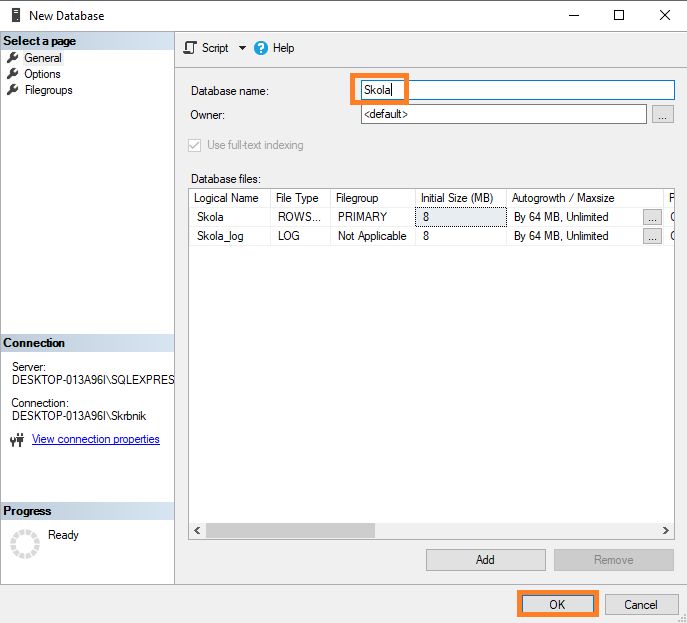 New Database
Select a page
General
Options
Filegroups
Script
Help
Database name: Skola
Owner: <default>
...
Use full-text indexing
Database files:
Logical Name File Type Filegroup Initial Size (MB) Autogrowth / Maxsize
Skola ROWS... PRIMARY 8 By 64 MB, Unlimited ...
Skola_log LOG Not Applicable 8 By 64 MB, Unlimited ...
Connection
Server:
DESKTOP-013A96I\SQLEXPRES
Connection:
DESKTOP-013A96I\Skrbnik
View connection properties
Progress
Ready
Add Remove
OK Cancel